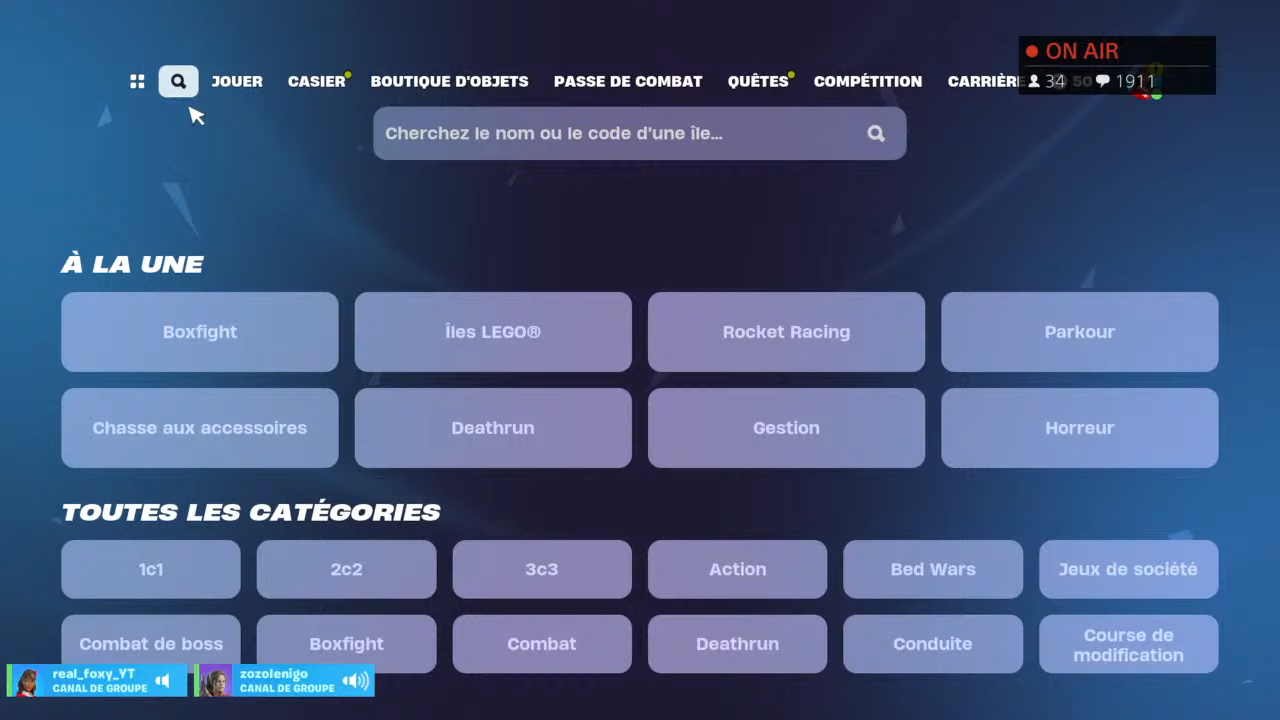 ON AIR
JOUER CASIER BOUTIQUE D'OBJETS PASSE DE COMBAT QUÊTES COMPÉTITION CARRIÈRE 34 50 1911
Cherchez le nom ou le code d'une île...
À LA UNE
Boxfight Îles LEGO® Rocket Racing Parkour
Chasse aux accessoires Deathrun Gestion Horreur
TOUTES LES CATÉGORIES
1c1 2c2 3c3 Action Bed Wars Jeux de société
Combat de boss Boxfight Combat Deathrun Conduite Course de
modification
real_foxy_YT zozolenigo
CANAL DE GROUPE CANAL DE GROUPE